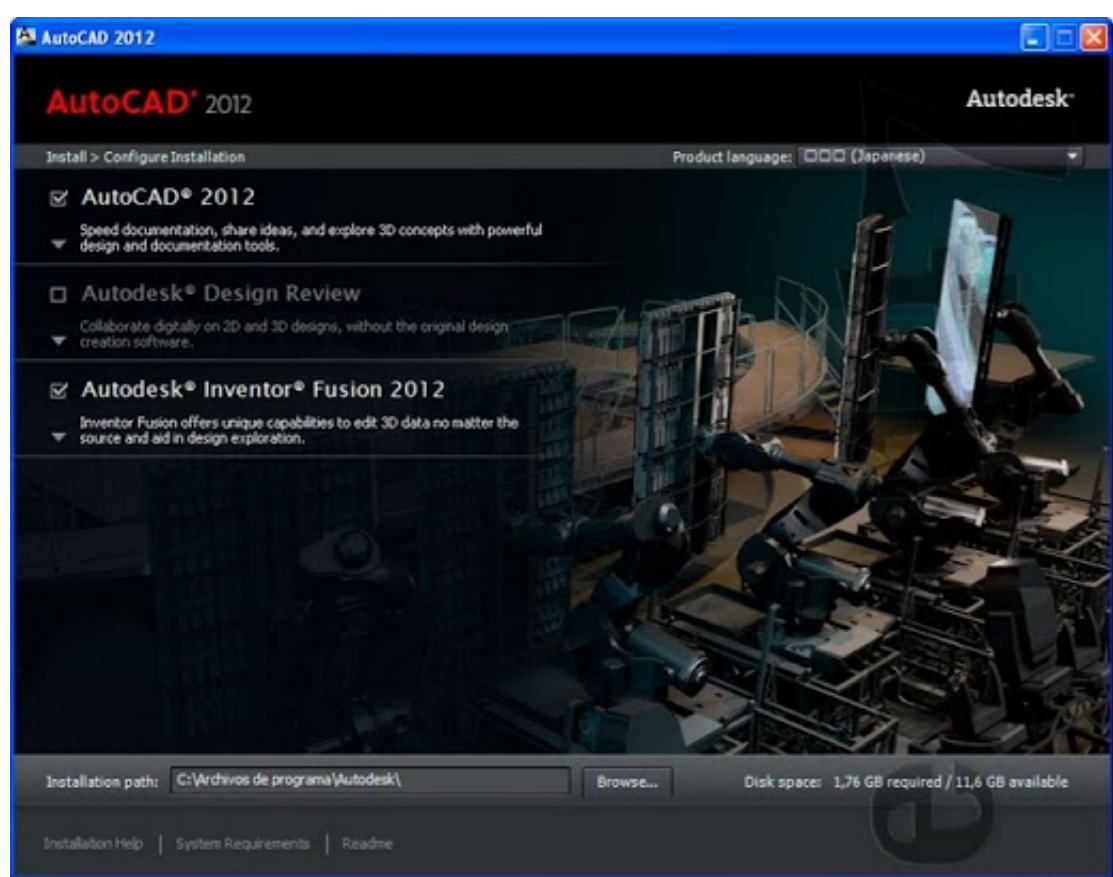 AutoCAD 2012
AutoCAD® 2012
Autodesk™
Install > Configure Installation
Product language: □□□ (Japanese)
AutoCAD® 2012
Speed documentation, share ideas, and explore 3D concepts with powerful
design and documentation tools.
Autodesk® Design Review
Collaborate digitally on 2D and 3D designs, without the original design
creation software.
Autodesk® Inventor® Fusion 2012
Inventor Fusion offers unique capabilities to edit 3D data no matter the
source and aid in design exploration.
Installation path: C:\Archivos de programa\Autodesk\
Browse...
Disk space: 1,76 GB required / 11,6 GB available
Installation Help | System Requirements | Readme